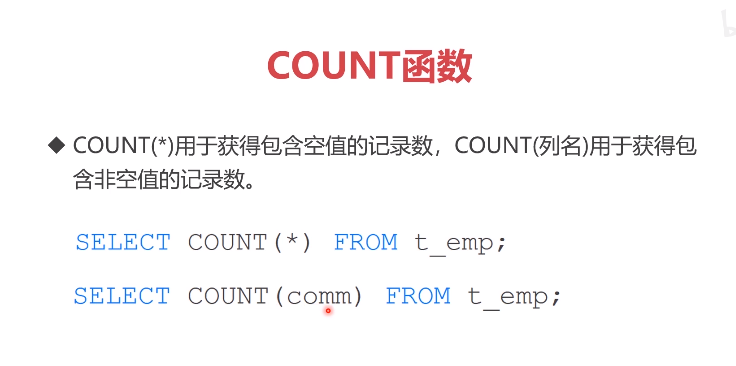 COUNT函数
◆ COUNT(*)用于获得包含空值的记录数，COUNT(列名)用于获得包
含非空值的记录数。
SELECT COUNT(*) FROM t_emp;
SELECT COUNT(comm) FROM t_emp;